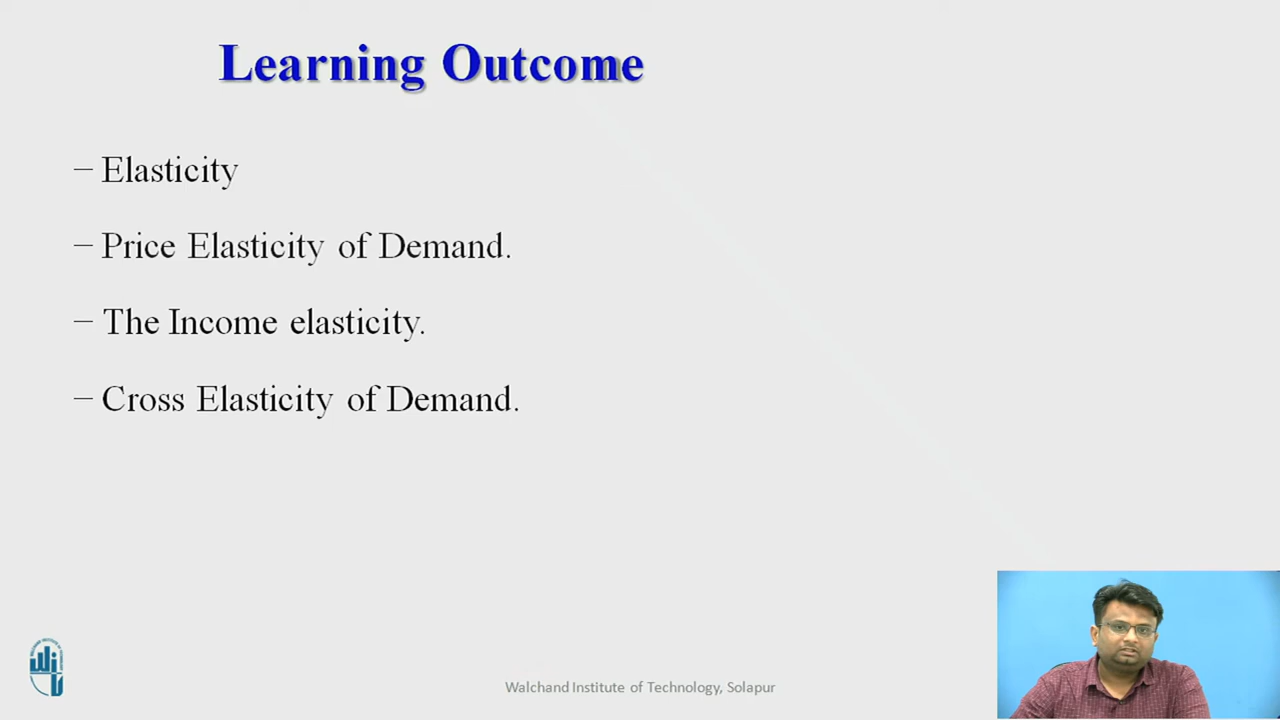 Learning Outcome
– Elasticity
– Price Elasticity of Demand.
– The Income elasticity.
– Cross Elasticity of Demand.
Walchand Institute of Technology, Solapur